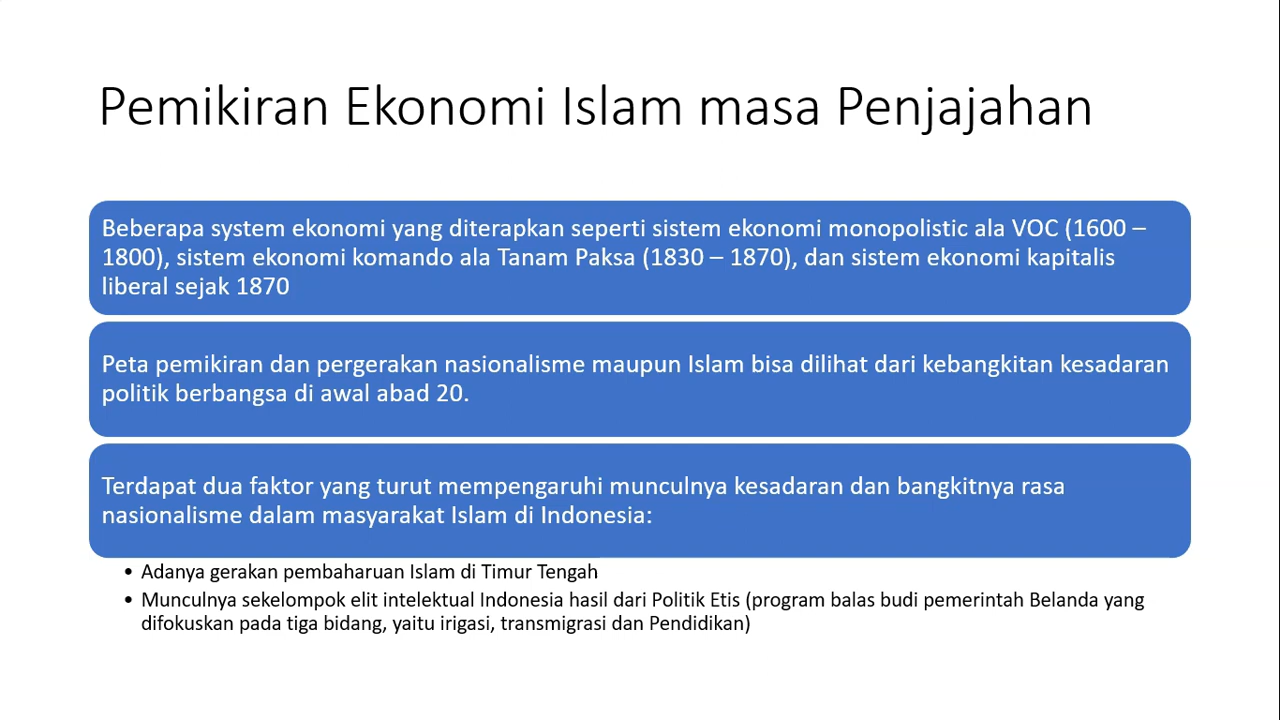 Pemikiran Ekonomi Islam masa Penjajahan
Beberapa system ekonomi yang diterapkan seperti sistem ekonomi monopolistic ala VOC (1600 –
1800), sistem ekonomi komando ala Tanam Paksa (1830 – 1870), dan sistem ekonomi kapitalis
liberal sejak 1870
Peta pemikiran dan pergerakan nasionalisme maupun Islam bisa dilihat dari kebangkitan kesadaran
politik berbangsa di awal abad 20.
Terdapat dua faktor yang turut mempengaruhi munculnya kesadaran dan bangkitnya rasa
nasionalisme dalam masyarakat Islam di Indonesia:
• Adanya gerakan pembaharuan Islam di Timur Tengah
• Munculnya sekelompok elit intelektual Indonesia hasil dari Politik Etis (program balas budi pemerintah Belanda yang
difokuskan pada tiga bidang, yaitu irigasi, transmigrasi dan Pendidikan)